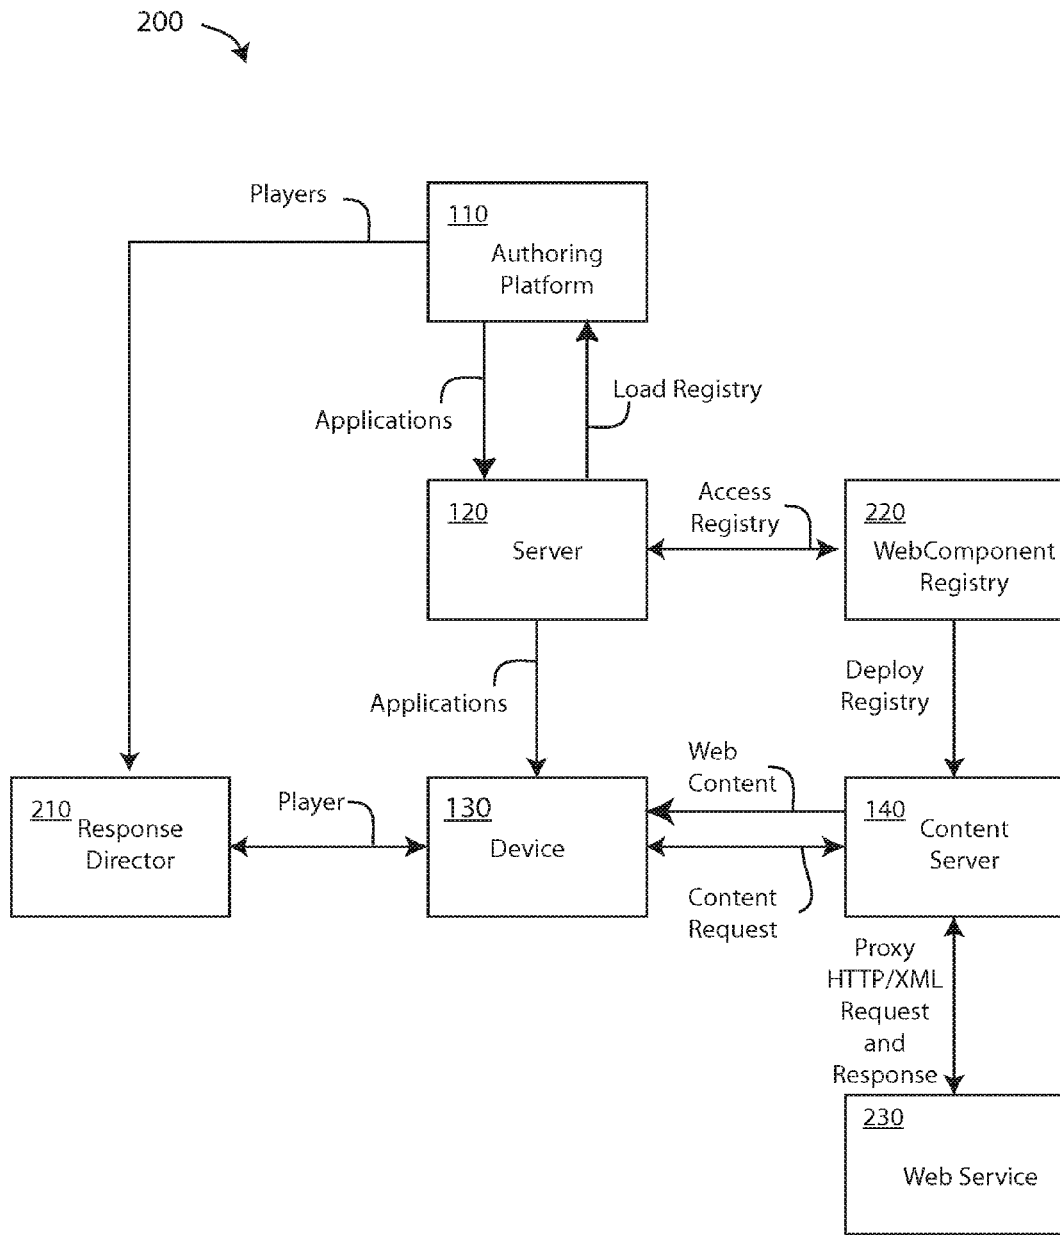 200
Players
110
Authoring
Platform
Applications
Load Registry
120
Server
Access
Registry
220
WebComponent
Registry
Applications
Deploy
Registry
210
Response
Director
Player
130
Device
Web
Content
Content
Request
140
Content
Server
Proxy
HTTP/XML
Request
and
Response
230
Web Service